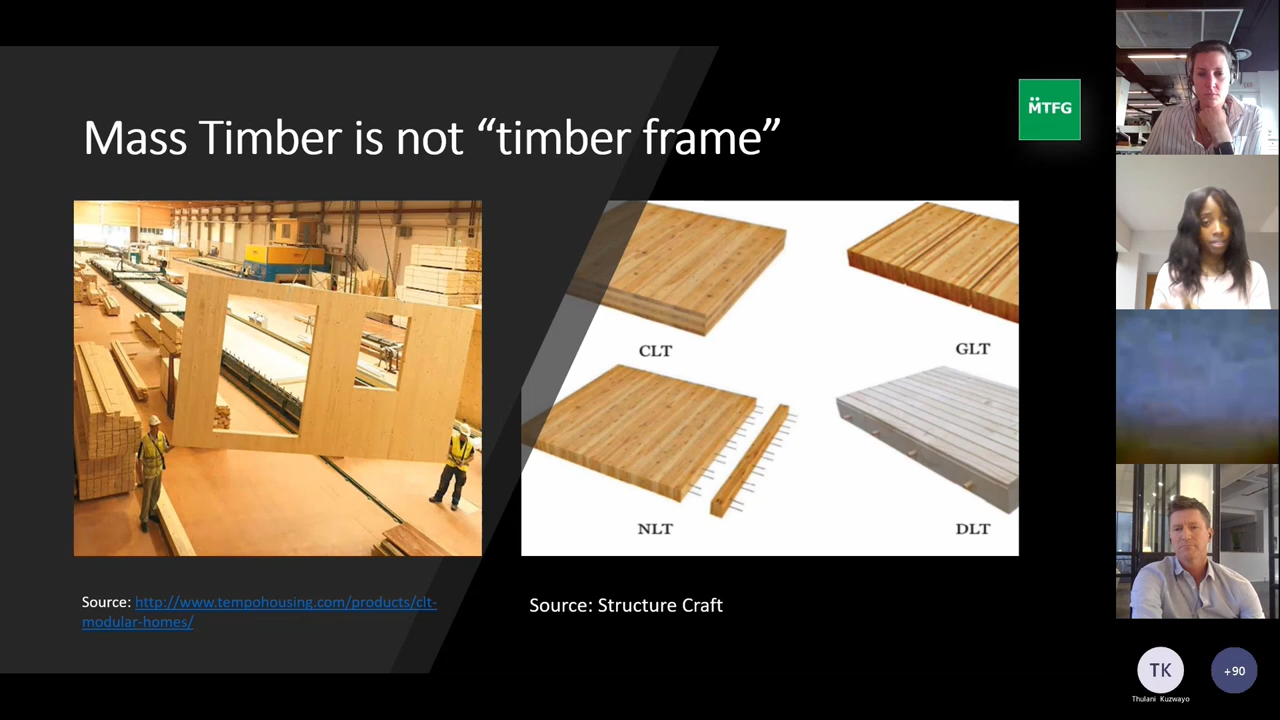 Mass Timber is not “timber frame”
MTFG
CLT
GLT
NLT
DLT
Source: http://www.tempohousing.com/products/clt-
modular-homes/
Source: Structure Craft
TK
+90
Thulani Kuzwayo